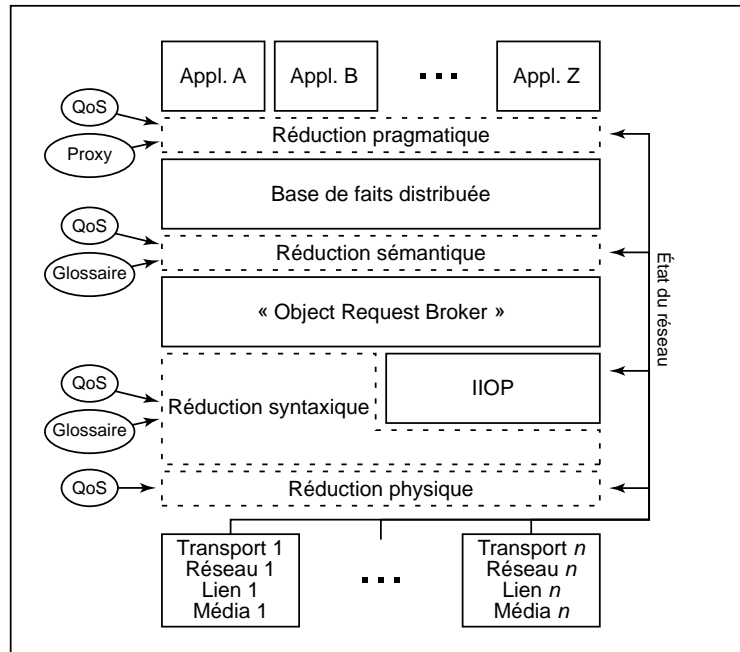 Appl. A
Appl. B
Appl. Z
QoS
Réduction pragmatique
Proxy
Base de faits distribuée
QoS
Réduction sémantique
Glossaire
État du réseau
« Object Request Broker »
QoS
IIOP
Réduction syntaxique
Glossaire
QoS
Réduction physique
Transport 1
Réseau 1
Lien 1
Média 1
Transport n
Réseau n
Lien n
Média n